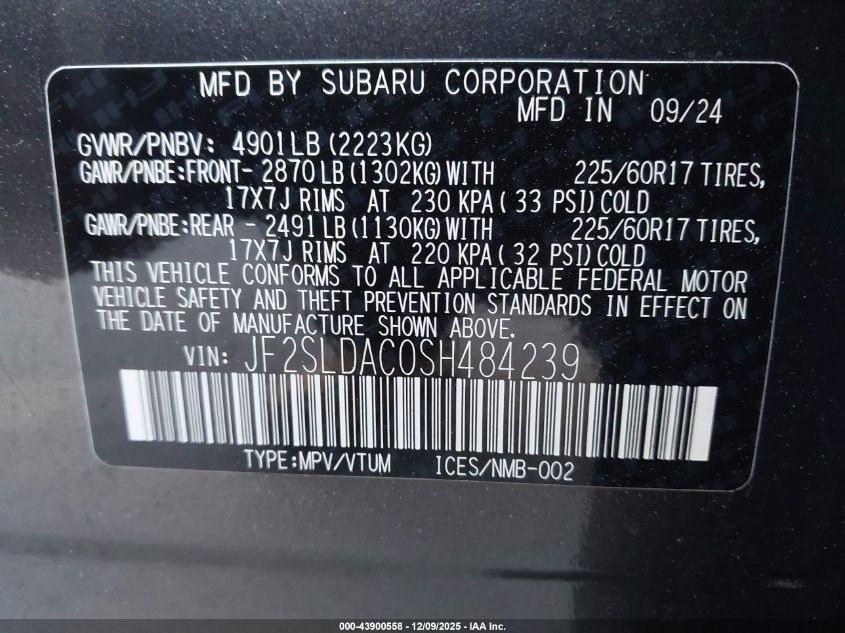 MFD BY SUBARU CORPORATION
MFD IN 09/24
GVWR/PNBV: 4901LB (2223KG)
GAWR/PNBE:FRONT- 2870LB (1302KG) WITH 225/60R17 TIRES,
17X7J RIMS AT 230 KPA ( 33 PSI) COLD
GAWR/PNBE:REAR - 2491LB (1130KG) WITH 225/60R17 TIRES,
17X7J RIMS AT 220 KPA ( 32 PSI) COLD
THIS VEHICLE CONFORMS TO ALL APPLICABLE FEDERAL MOTOR
VEHICLE SAFETY AND THEFT PREVENTION STANDARDS IN EFFECT ON
THE DATE OF MANUFACTURE SHOWN ABOVE.
VIN: JF2SLDAC0SH484239
TYPE:MPV/VTUM ICES/NMB-002
000-43900558 - 12/09/2025 - IAA Inc.